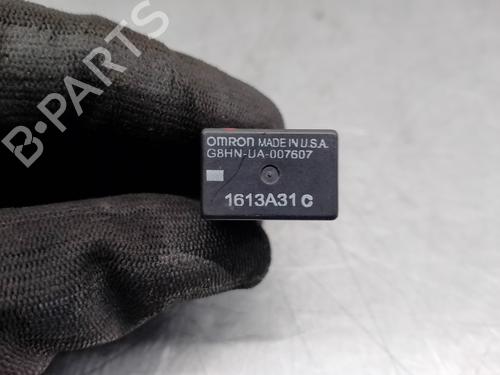 B-PARTS
OMRON MADE IN U.S.A.
G8HN-UA-007607
1613A31 C